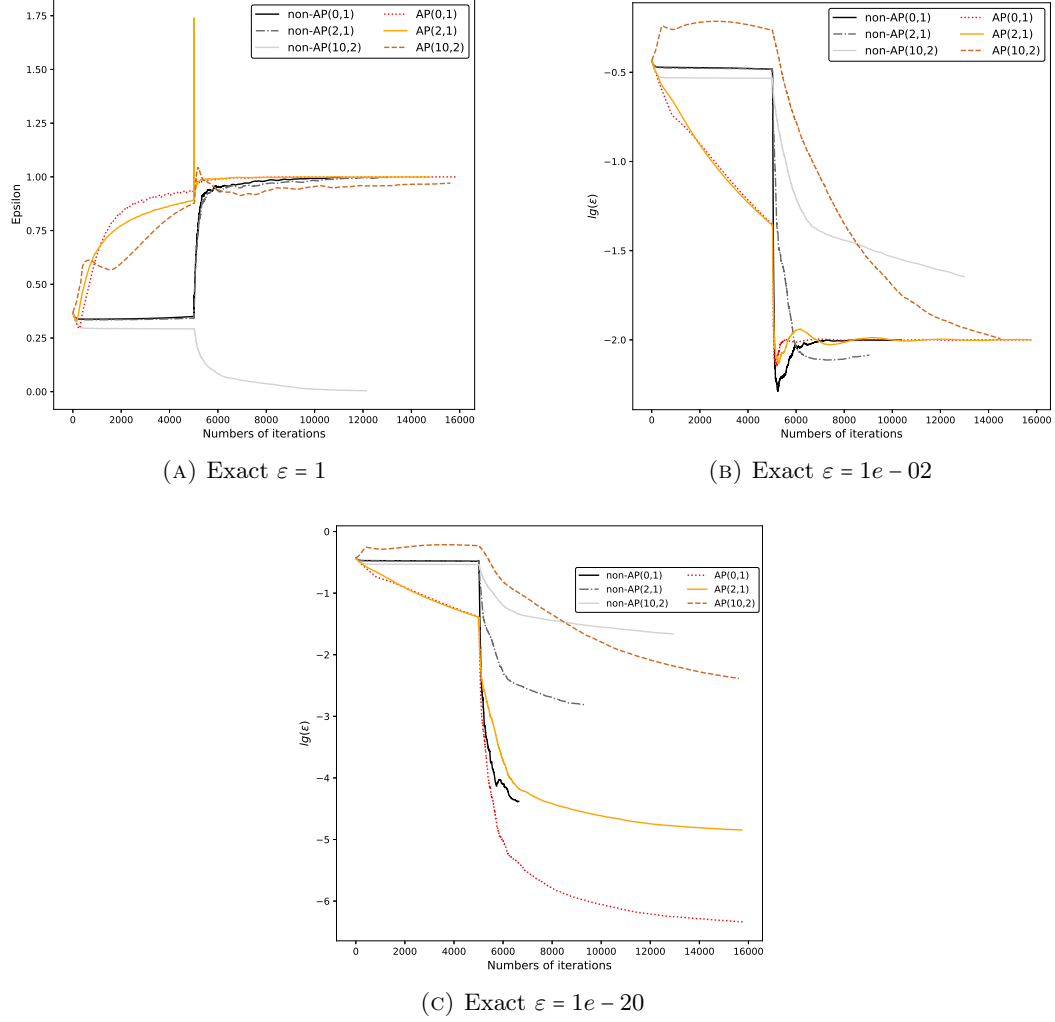 non-AP(0,1) AP(0,1)
non-AP(2,1) AP(2,1)
non-AP(10,2) AP(10,2)
1.75
1.50
1.25
1.00
0.75
0.50
0.25
0.00
Epsilon
0 2000 4000 6000 8000 10000 12000 14000 16000
Numbers of iterations
(A) Exact ε = 1
non-AP(0,1) AP(0,1)
non-AP(2,1) AP(2,1)
non-AP(10,2) AP(10,2)
−0.5
−1.0
−1.5
−2.0
lg(ε)
0 2000 4000 6000 8000 10000 12000 14000 16000
Numbers of iterations
(B) Exact ε = 1e − 02
0
−1
−2
−3
−4
−5
−6
lg(ε)
non-AP(0,1) AP(0,1)
non-AP(2,1) AP(2,1)
non-AP(10,2) AP(10,2)
0 2000 4000 6000 8000 10000 12000 14000 16000
Numbers of iterations
(C) Exact ε = 1e − 20